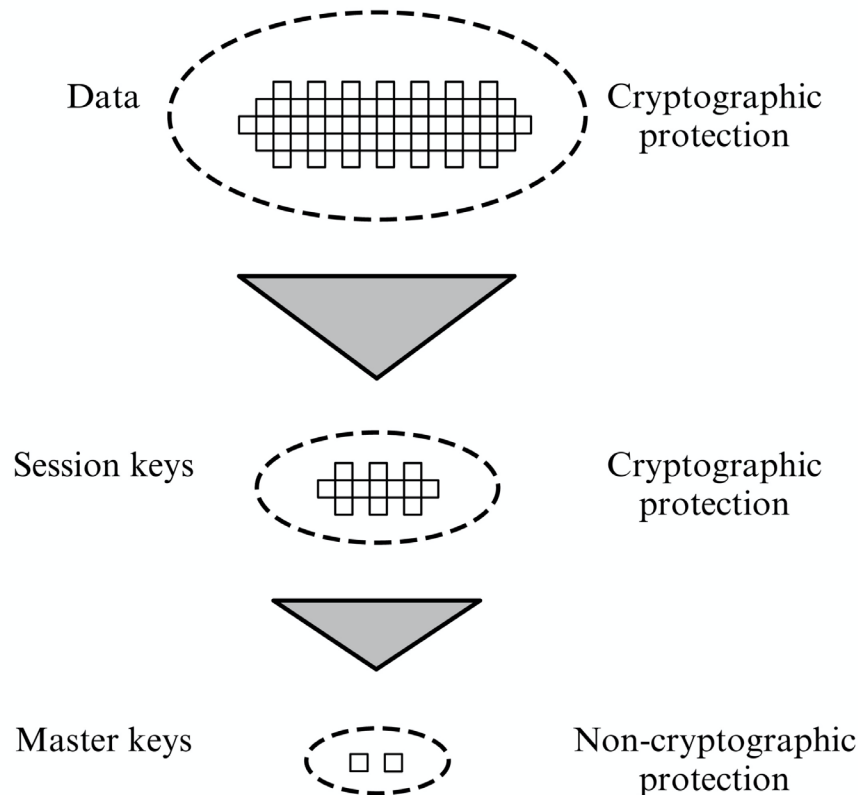 Data
Cryptographic
protection
Session keys
Cryptographic
protection
Master keys
Non-cryptographic
protection